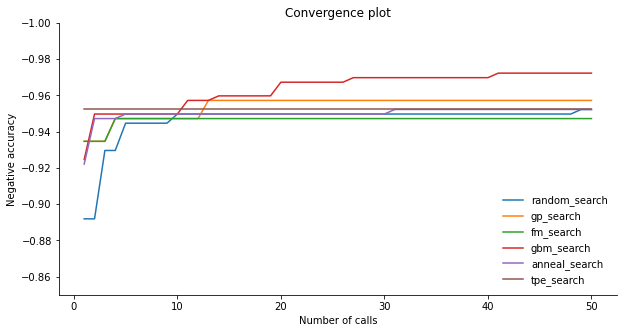 Convergence plot
−1.00
−0.98
−0.96
−0.94
−0.92
−0.90
−0.88
−0.86
Negative accuracy
random_search
gp_search
fm_search
gbm_search
anneal_search
tpe_search
0 10 20 30 40 50
Number of calls